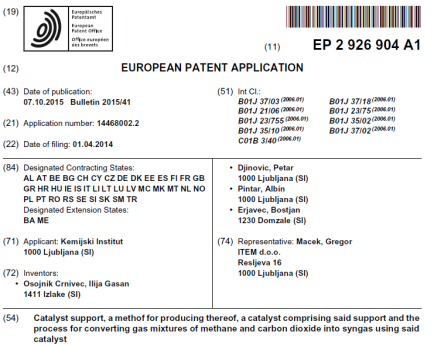 (19)
Europäisches
Patentamt
European
Patent Office
Office européen
des brevets
(11) EP 2 926 904 A1
(12) EUROPEAN PATENT APPLICATION
(43) Date of publication:
07.10.2015 Bulletin 2015/41
(21) Application number: 14468002.2
(22) Date of filing: 01.04.2014
(51) Int Cl.:
B01J 37/03 (2006.01) B01J 37/18 (2006.01)
B01J 21/06 (2006.01) B01J 23/75 (2006.01)
B01J 23/755 (2006.01) B01J 35/02 (2006.01)
B01J 35/10 (2006.01) B01J 37/02 (2006.01)
C01B 3/40 (2006.01)
(84) Designated Contracting States:
AL AT BE BG CH CY CZ DE DK EE ES FI FR GB
GR HR HU IE IS IT LI LT LU LV MC MK MT NL NO
PL PT RO RS SE SI SK SM TR
Designated Extension States:
BA ME
(71) Applicant: Kemijski Institut
1000 Ljubljana (SI)
(72) Inventors:
• Osojnik Crnivec, Ilija Gasan
1411 Izlake (SI)
• Djinovic, Petar
1000 Ljubljana (SI)
• Pintar, Albin
1000 Ljubljana (SI)
• Erjavec, Bostjan
1230 Domzale (SI)
(74) Representative: Macek, Gregor
ITEM d.o.o.
Resljeva 16
1000 Ljubljana (SI)
(54) Catalyst support, a methof for producing thereof, a catalyst comprising said support and the
process for converting gas mixtures of methane and carbon dioxide into syngas using said
catalyst